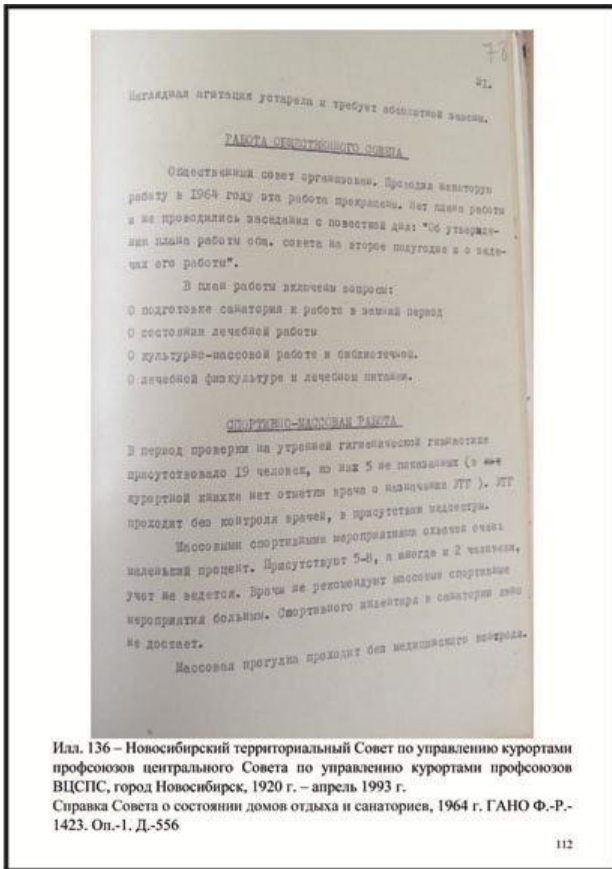 78
21.
Наглядная агитация устарела и требует абсолютной замены.
РАБОТА ОБЩЕСТВЕННОГО СОВЕТА
Общественный совет организован. Проводил некоторую
работу в 1964 году эта работа прекращена. Нет плана работы
и не проводились заседания с повесткой дня: "Об утвержде-
нии плана работы общ. совета на второе полугодие и о зада-
чах его работы".
В план работы включены вопросы:
О подготовке санатория к работе в зимний период
О состоянии лечебной работы
О культурно-массовой работе и библиотечной.
О лечебной физкультуре и лечебном питании.
СПОРТИВНО-МАССОВАЯ РАБОТА
В период проверки на утренней гигиенической гимнастике
присутствовало 19 человек, из них 5 не показанных (в
курортной книжке нет отметки врача о назначении УГГ). УГГ
проходит без контроля врачей, в присутствии медсестры.
Массовыми спортивными мероприятиями охвачен очень
маленький процент. Присутствуют 5-8, а иногда и 2 человека,
учет не ведется. Врачи не рекомендуют массовые спортивные
мероприятия больным. Спортивного инвентаря в санатории явно
не достает.
Массовая прогулка проходит без медицинского контроля.
Илл. 136 – Новосибирский территориальный Совет по управлению курортами
профсоюзов центрального Совета по управлению курортами профсоюзов
ВЦСПС, город Новосибирск, 1920 г. – апрель 1993 г.
Справка Совета о состоянии домов отдыха и санаториев, 1964 г. ГАНО Ф.-Р.-
1423. Оп.-1. Д.-556
112